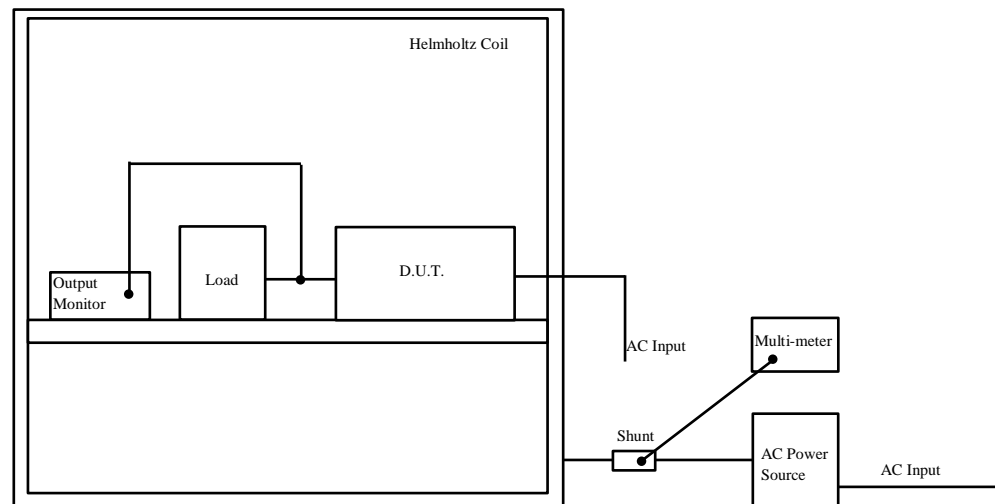 Helmholtz Coil
Output
Monitor
Load
D.U.T.
AC Input
Multi-meter
Shunt
AC Power
Source
AC Input